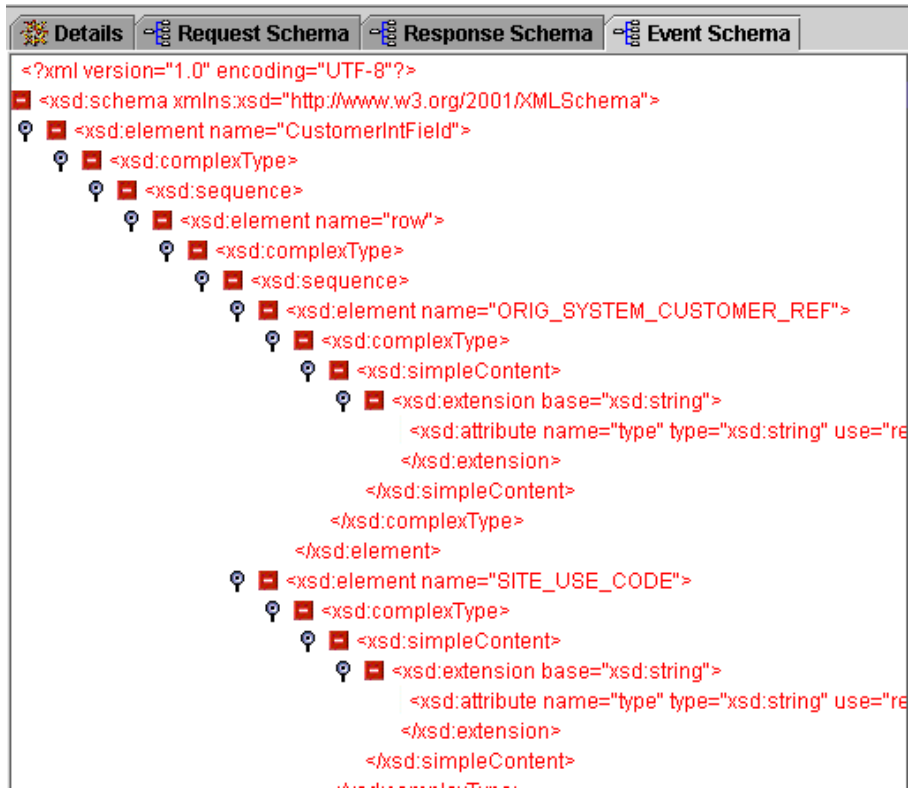 Details Request Schema Response Schema Event Schema
<?xml version="1.0" encoding="UTF-8"?>
<xsd:schema xmlns:xsd="http://www.w3.org/2001/XMLSchema">
<xsd:element name="CustomerIntField">
<xsd:complexType>
<xsd:sequence>
<xsd:element name="row">
<xsd:complexType>
<xsd:sequence>
<xsd:element name="ORIG_SYSTEM_CUSTOMER_REF">
<xsd:complexType>
<xsd:simpleContent>
<xsd:extension base="xsd:string">
<xsd:attribute name="type" type="xsd:string" use="re
</xsd:extension>
</xsd:simpleContent>
</xsd:complexType>
</xsd:element>
<xsd:element name="SITE_USE_CODE">
<xsd:complexType>
<xsd:simpleContent>
<xsd:extension base="xsd:string">
<xsd:attribute name="type" type="xsd:string" use="re
</xsd:extension>
</xsd:simpleContent>